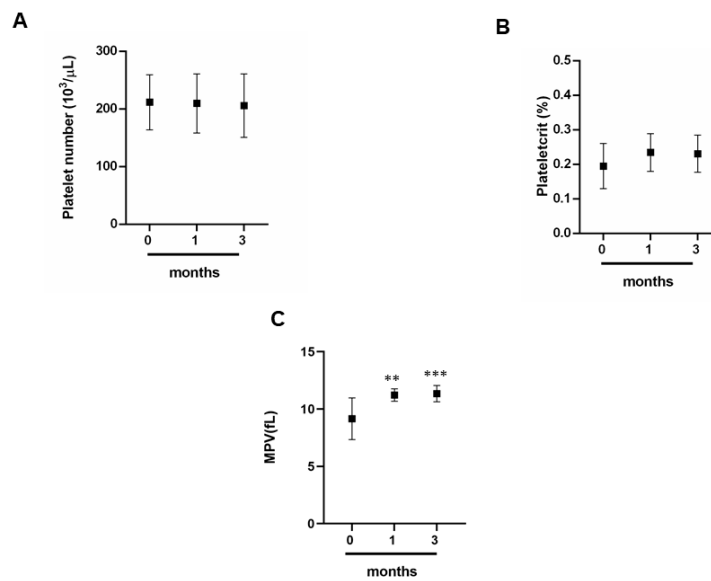 A
Platelet number (10³/μL)
300
200
100
0
0 1 3
months
B
Plateletcrit (%)
0.5
0.4
0.3
0.2
0.1
0.0
0 1 3
months
C
MPV(fL)
15
10
5
0
** ***
0 1 3
months